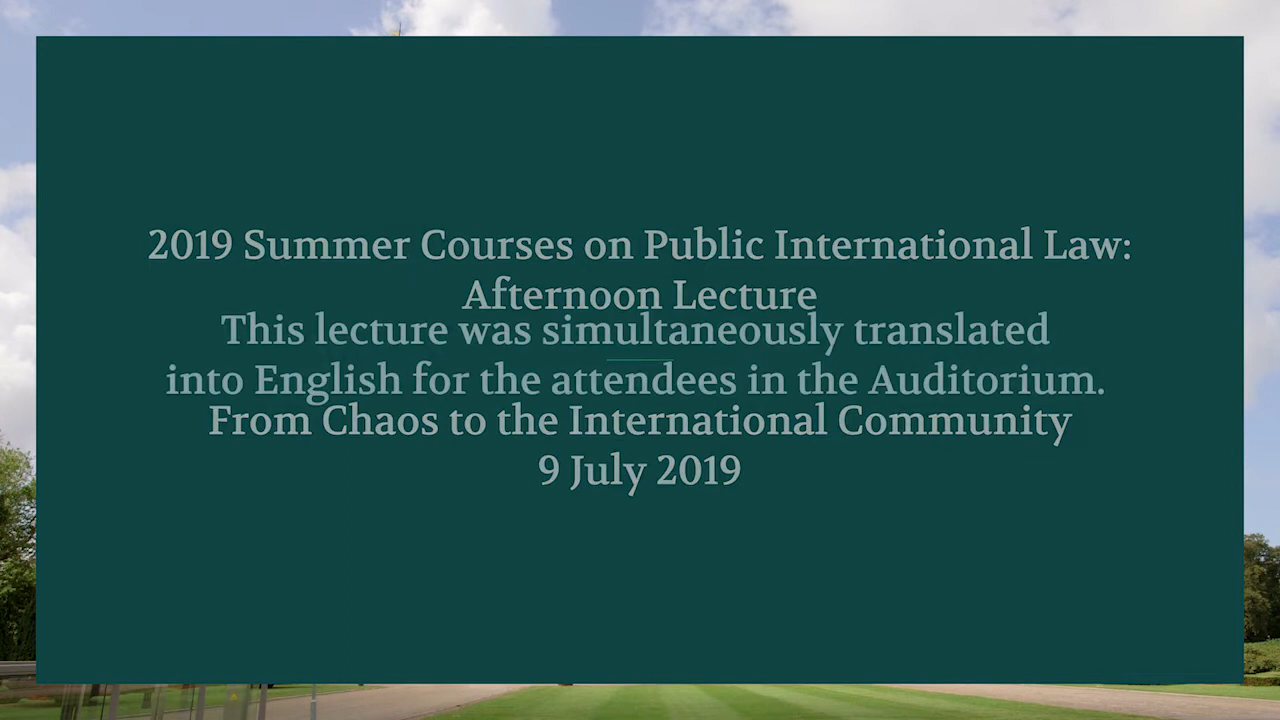 2019 Summer Courses on Public International Law:
Afternoon Lecture
This lecture was simultaneously translated
into English for the attendees in the Auditorium.
From Chaos to the International Community
9 July 2019